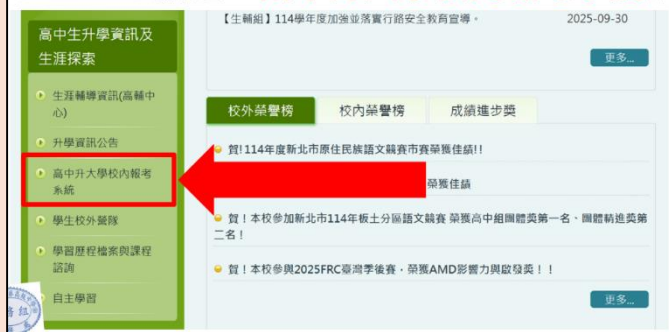 高中生升學資訊及
生涯探索
生涯輔導資訊(高輔中
心)
升學資訊公告
高中升大學校內報考
系統
學生校外營隊
學習歷程檔案與課程
諮詢
自主學習
【生輔組】114學年度加強並落實行路安全教育宣導。 2025-09-30
更多...
校外榮譽榜 校內榮譽榜 成績進步獎
賀!114年度新北市原住民族語文競賽市賽榮獲佳績!!
榮獲佳績
賀！本校參加新北市114年板土分區語文競賽 榮獲高中組團體獎第一名、團體精進獎第
二名！
賀！本校參與2025FRC臺灣季後賽，榮獲AMD影響力與啟發獎！！
更多...